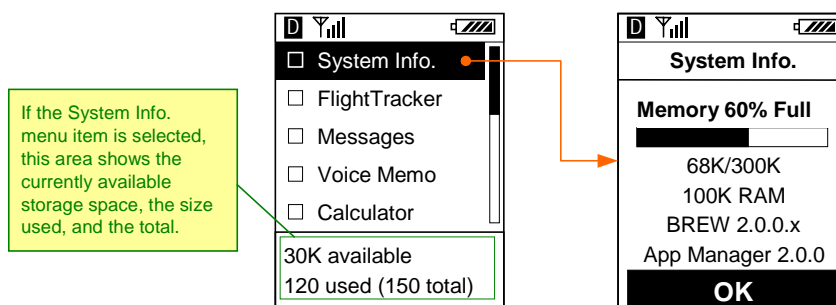 If the System Info.
menu item is selected,
this area shows the
currently available
storage space, the size
used, and the total.
D
System Info.
FlightTracker
Messages
Voice Memo
Calculator
30K available
120 used (150 total)
D
System Info.
Memory 60% Full
68K/300K
100K RAM
BREW 2.0.0.x
App Manager 2.0.0
OK